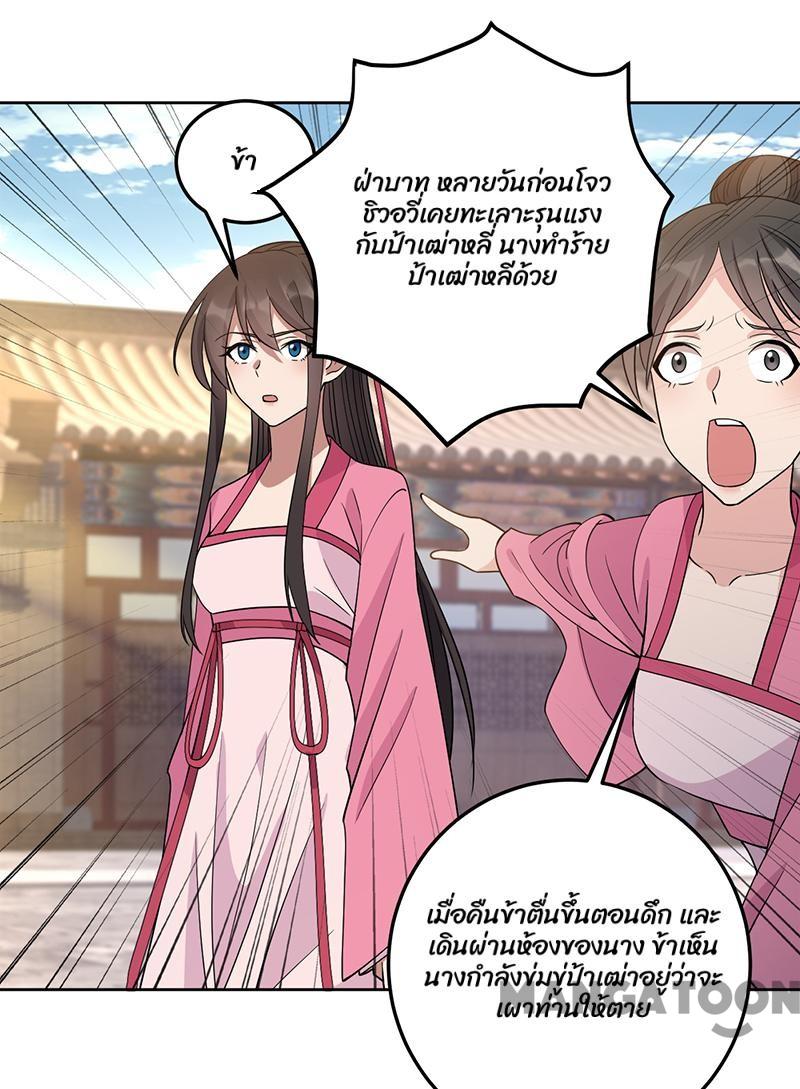 ข้า
ฝ่าบาท หลายวันก่อนโจว
ชิวอวี่เคยทะเลาะรุนแรง
กับป้าเฒ่าหลี่ นางทำร้าย
ป้าเฒ่าหลีด้วย
เมื่อคืนข้าตื่นขึ้นตอนดึก และ
เดินผ่านห้องของนาง ข้าเห็น
นางกำลังข่มขู่ป้าเฒ่าอยู่ว่าจะ
เผาท่านให้ตาย
MANGATOON